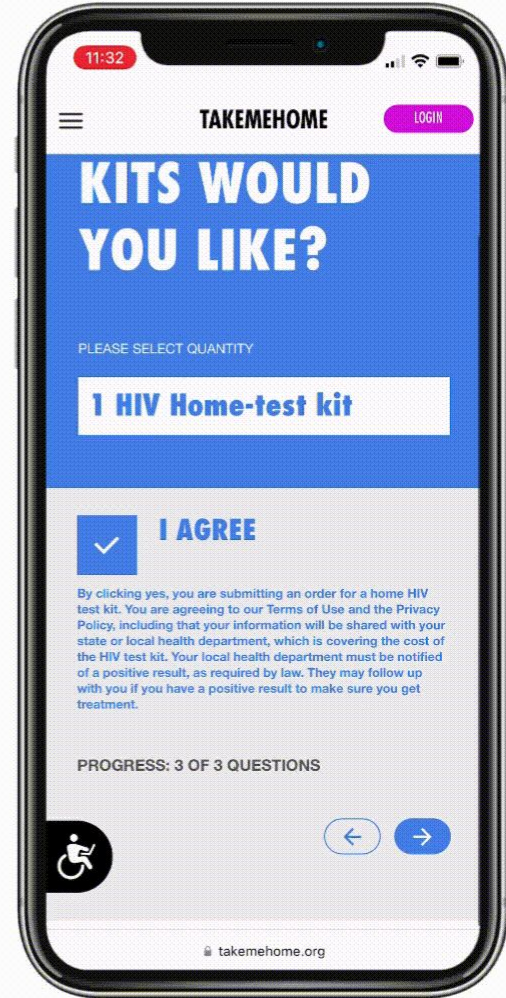 11:32
TAKEMEHOME
LOGIN
KITS WOULD
YOU LIKE?
PLEASE SELECT QUANTITY
1 HIV Home-test kit
I AGREE
By clicking yes, you are submitting an order for a home HIV
test kit. You are agreeing to our Terms of Use and the Privacy
Policy, including that your information will be shared with your
state or local health department, which is covering the cost of
the HIV test kit. Your local health department must be notified
of a positive result, as required by law. They may follow up
with you if you have a positive result to make sure you get
treatment.
PROGRESS: 3 OF 3 QUESTIONS
takemehome.org